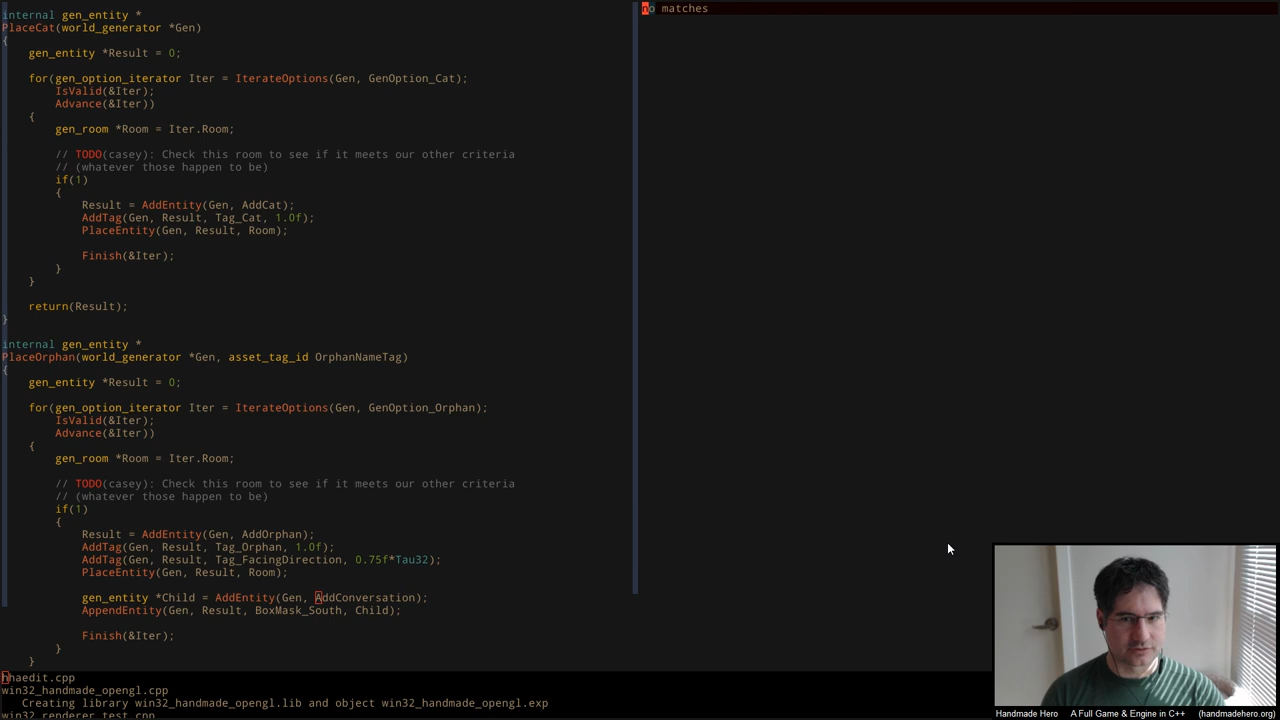 internal gen_entity *
PlaceCat(world_generator *Gen)
{
    gen_entity *Result = 0;

    for(gen_option_iterator Iter = IterateOptions(Gen, GenOption_Cat);
        IsValid(&Iter);
        Advance(&Iter))
    {
        gen_room *Room = Iter.Room;

        // TODO(casey): Check this room to see if it meets our other criteria
        // (whatever those happen to be)
        if(1)
        {
            Result = AddEntity(Gen, AddCat);
            AddTag(Gen, Result, Tag_Cat, 1.0f);
            PlaceEntity(Gen, Result, Room);

            Finish(&Iter);
        }
    }

    return(Result);
}

internal gen_entity *
PlaceOrphan(world_generator *Gen, asset_tag_id OrphanNameTag)
{
    gen_entity *Result = 0;

    for(gen_option_iterator Iter = IterateOptions(Gen, GenOption_Orphan);
        IsValid(&Iter);
        Advance(&Iter))
    {
        gen_room *Room = Iter.Room;

        // TODO(casey): Check this room to see if it meets our other criteria
        // (whatever those happen to be)
        if(1)
        {
            Result = AddEntity(Gen, AddOrphan);
            AddTag(Gen, Result, Tag_Orphan, 1.0f);
            AddTag(Gen, Result, Tag_FacingDirection, 0.75f*Tau32);
            PlaceEntity(Gen, Result, Room);

            gen_entity *Child = AddEntity(Gen, AddConversation);
            AppendEntity(Gen, Result, BoxMask_South, Child);

            Finish(&Iter);
        }
    }
no matches
hhaedit.cpp
win32_handmade_opengl.cpp
   Creating library win32_handmade_opengl.lib and object win32_handmade_opengl.exp
win32_renderer_test.cpp
Handmade Hero    A Full Game & Engine in C++    (handmadehero.org)